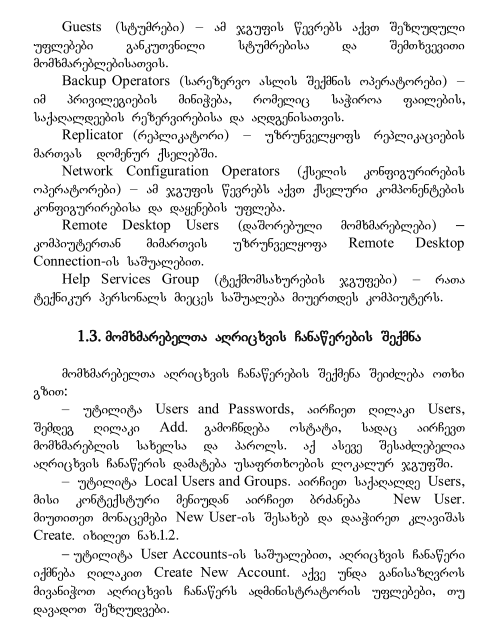 Guests (სტუმრები) – ამ ჯგუფის წევრებს აქვთ შეზღუდული
უფლებები განკუთვნილი სტუმრებისა და შემთხვევითი
მომხმარებლებისათვის.
Backup Operators (სარეზერვო ასლის შექმნის ოპერატორები) –
იმ პრივილეგიების მინიჭება, რომელიც საჭიროა ფაილების,
საქაღალდეების რეზერვირებისა და აღდგენისათვის.
Replicator (რეპლიკატორი) – უზრუნველყოფს რეპლიკაციების
მართვას დომენურ ქსელებში.
Network Configuration Operators (ქსელის კონფიგურირების
ოპერატორები) – ამ ჯგუფის წევრებს აქვთ ქსელური კომპონენტების
კონფიგურირებისა და დაყენების უფლება.
Remote Desktop Users (დაშორებული მომხმარებლები) –
კომპიუტერთან მიმართვის უზრუნველყოფა Remote Desktop
Connection-ის საშუალებით.
Help Services Group (ტექმომსახურების ჯგუფები) – რათა
ტექნიკურ პერსონალს მიეცეს საშუალება მიუერთდეს კომპიუტერს.
1.3. მომხმარებელთა აღრიცხვის ჩანაწერების შექმნა
მომხმარებელთა აღრიცხვის ჩანაწერების შექმენა შეიძლება ოთხი
გზით:
– უტილიტა Users and Passwords, აირჩიეთ ღილაკი Users,
შემდეგ ღილაკი Add. გამოჩნდება ოსტატი, სადაც აირჩევთ
მომხმარებლის სახელსა და პაროლს. აქ ასევე შესაძლებელია
აღრიცხვის ჩანაწერის დამატება უსაფრთხოების ლოკალურ ჯგუფში.
– უტილიტა Local Users and Groups. აირჩიეთ საქაღალდე Users,
მისი კონტექსტური მენიუდან აირჩიეთ ბრძანება New User.
მიუთითეთ მონაცემები New User-ის შესახებ და დააჭირეთ კლავიშას
Create. იხილეთ ნახ.1.2.
– უტილიტა User Accounts-ის საშუალებით, აღრიცხვის ჩანაწერი
იქმნება ღილაკით Create New Account. აქვე უნდა განისაზღვროს
მივანიჭოთ აღრიცხვის ჩანაწერს ადმინისტრატორის უფლებები, თუ
დავადოთ შეზღუდვები.